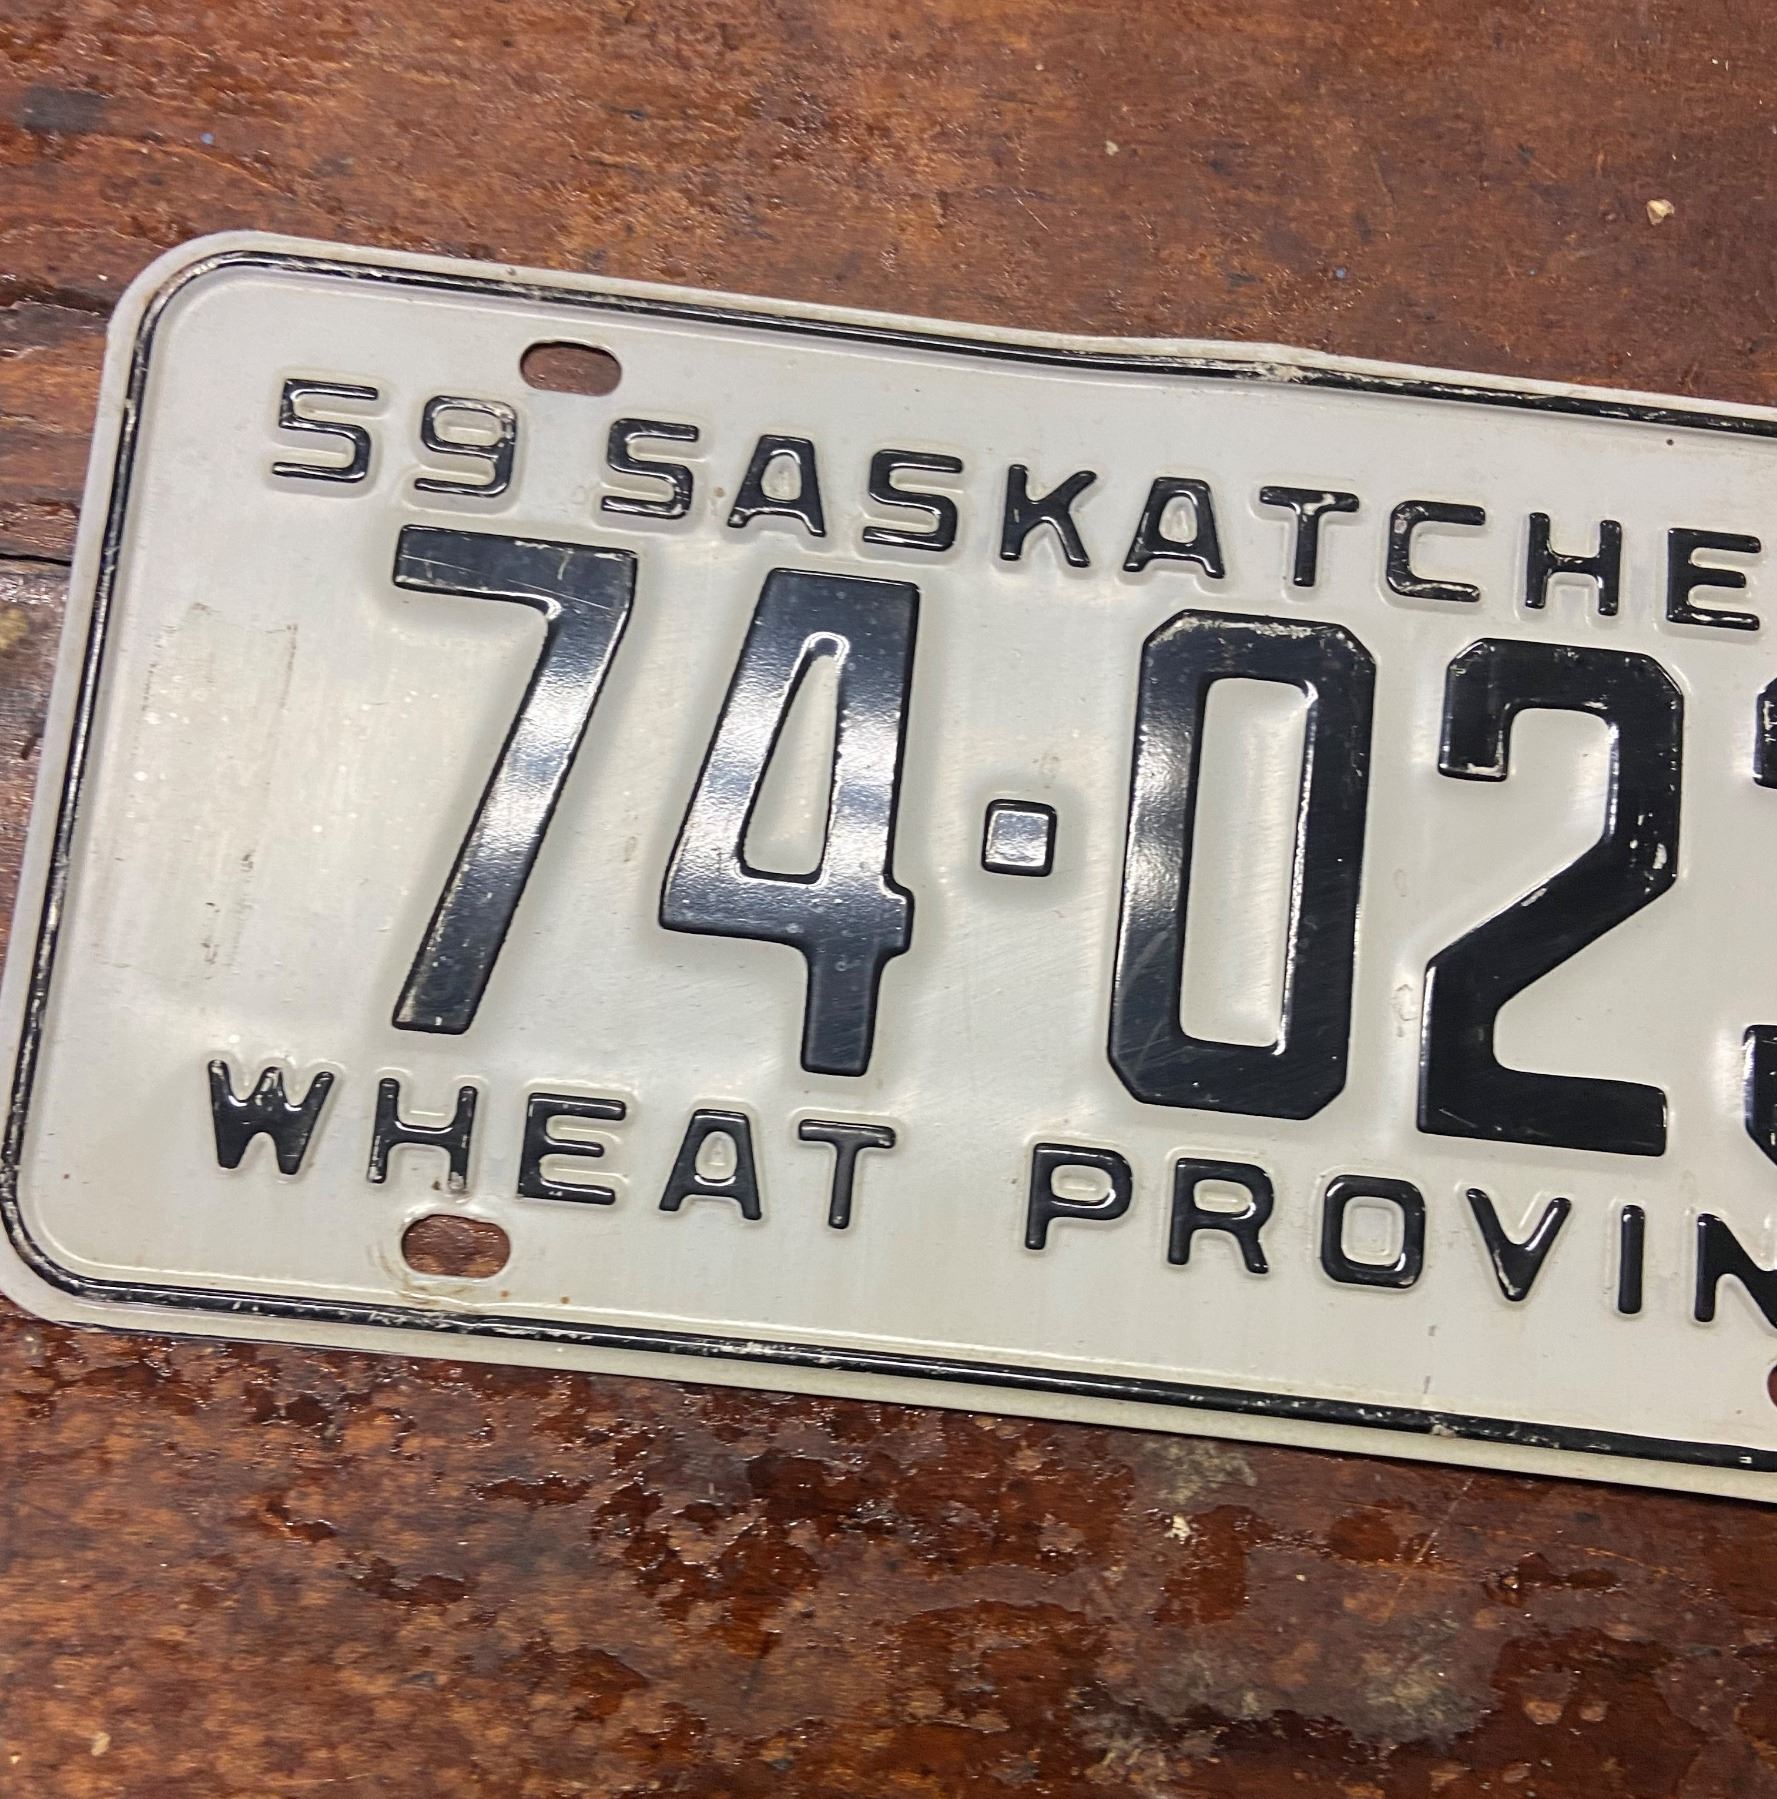 59 SASKATCHE
74·02
WHEAT PROVIN